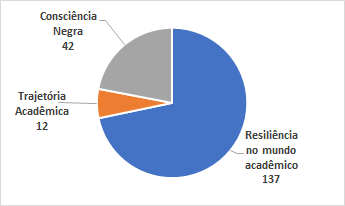 Consciência
Negra
42
Trajetória
Acadêmica
12
Resiliência
no mundo
acadêmico
137